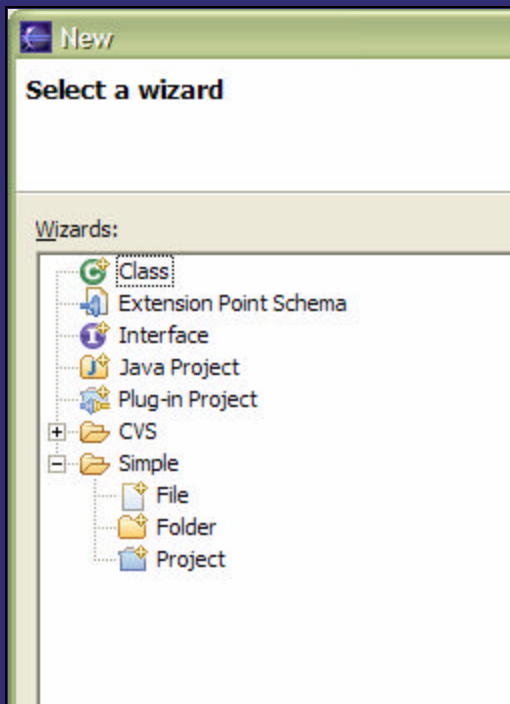 New
Select a wizard
Wizards:
Class
Extension Point Schema
Interface
Java Project
Plug-in Project
CVS
Simple
File
Folder
Project